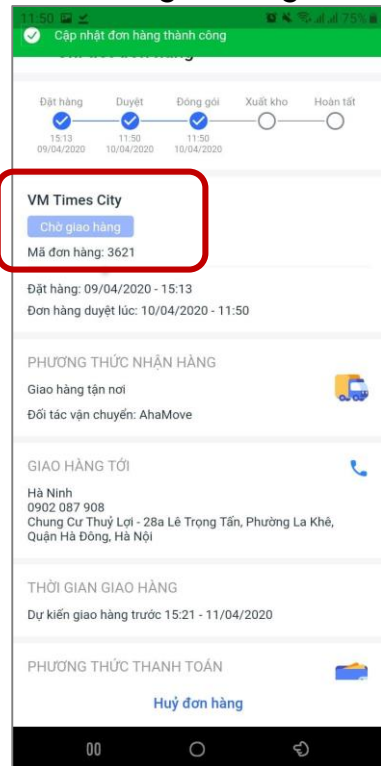 11:50 75%
Cập nhật đơn hàng thành công
Đặt hàng Duyệt Đóng gói Xuất kho Hoàn tất
15:13 11:50 11:50
09/04/2020 10/04/2020 10/04/2020
VM Times City
Chờ giao hàng
Mã đơn hàng: 3621
Đặt hàng: 09/04/2020 - 15:13
Đơn hàng duyệt lúc: 10/04/2020 - 11:50
PHƯƠNG THỨC NHẬN HÀNG
Giao hàng tận nơi
Đối tác vận chuyển: AhaMove
GIAO HÀNG TỚI
Hà Ninh
0902 087 908
Chung Cư Thuỷ Lợi - 28a Lê Trọng Tấn, Phường La Khê,
Quận Hà Đông, Hà Nội
THỜI GIAN GIAO HÀNG
Dự kiến giao hàng trước 15:21 - 11/04/2020
PHƯƠNG THỨC THANH TOÁN
Huỷ đơn hàng